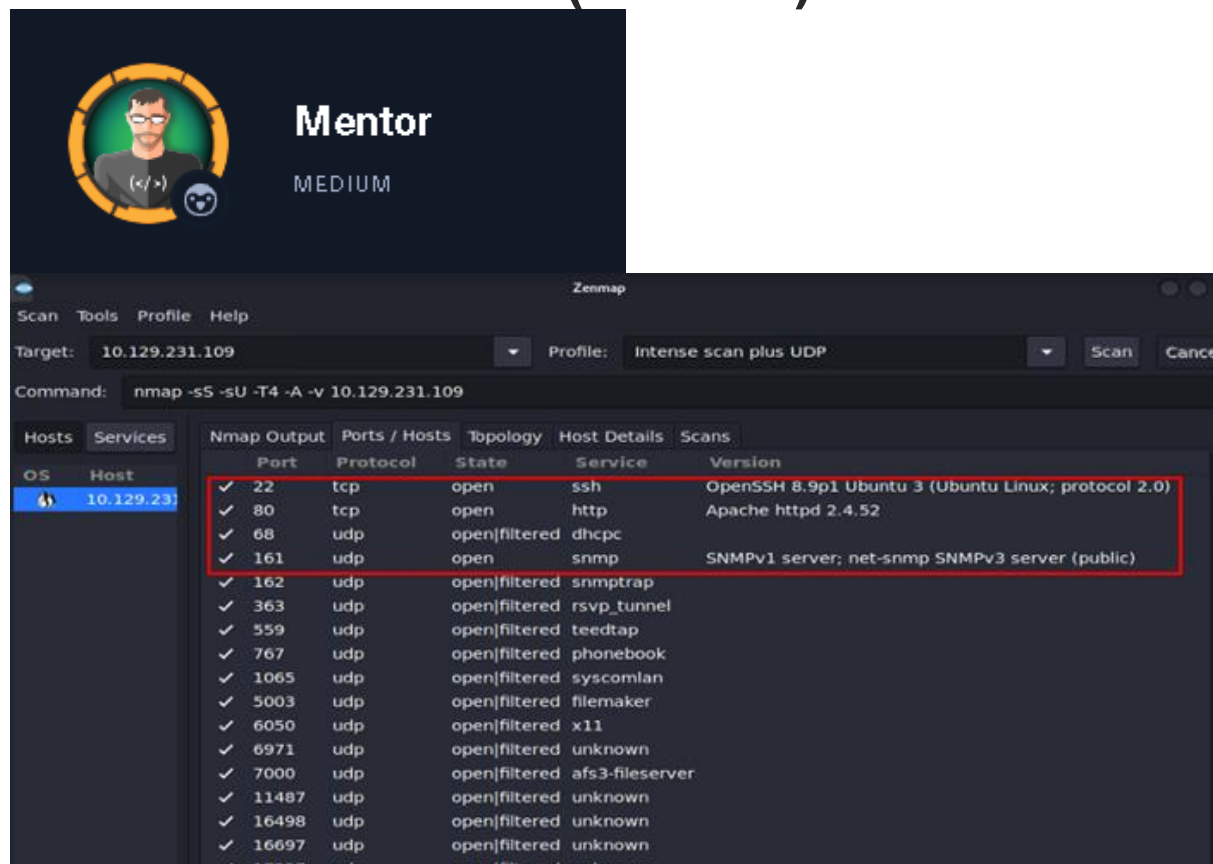 Mentor
MEDIUM
(</>)
Zenmap
Scan Tools Profile Help
Target: 10.129.231.109 Profile: Intense scan plus UDP Scan Cance
Command: nmap -sS -sU -T4 -A -v 10.129.231.109
Hosts Services Nmap Output Ports / Hosts Topology Host Details Scans
OS Host Port Protocol State Service Version
22 tcp open ssh OpenSSH 8.9p1 Ubuntu 3 (Ubuntu Linux; protocol 2.0)
10.129.231 80 tcp open http Apache httpd 2.4.52
68 udp open|filtered dhcpc
161 udp open snmp SNMPv1 server; net-snmp SNMPv3 server (public)
162 udp open|filtered snmptrap
363 udp open|filtered rsvp_tunnel
559 udp open|filtered teedtap
767 udp open|filtered phonebook
1065 udp open|filtered syscomlan
5003 udp open|filtered filemaker
6050 udp open|filtered x11
6971 udp open|filtered unknown
7000 udp open|filtered afs3-fileserver
11487 udp open|filtered unknown
16498 udp open|filtered unknown
16697 udp open|filtered unknown